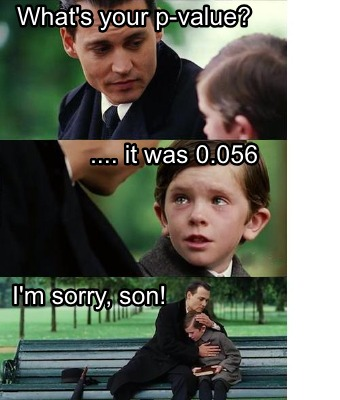 What's your p-value?
.... it was 0.056
I'm sorry, son!